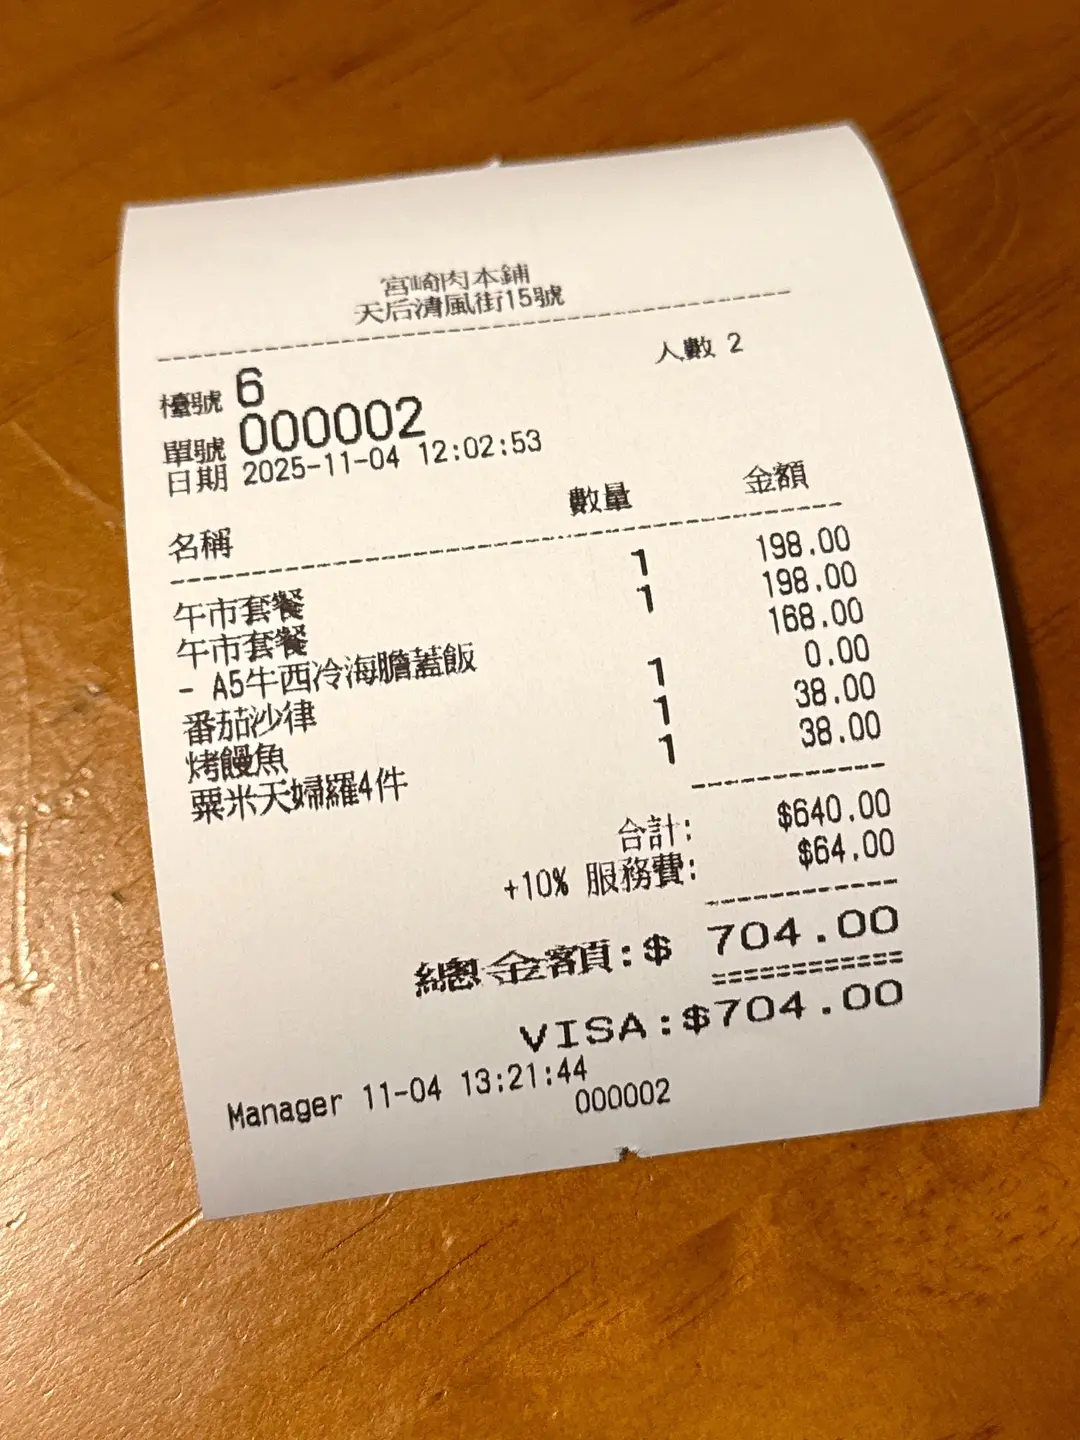 宮崎肉本鋪
天后清風街15號
人數 2
檯號 6
單號 000002
日期 2025-11-04 12:02:53
名稱 數量 金額
午市套餐 1 198.00
午市套餐 1 198.00
- A5牛西冷海膽蓋飯 168.00
番茄沙律 1 0.00
烤饅魚 1 38.00
粟米天婦羅4件 1 38.00
合計: $640.00
+10% 服務費: $64.00
總金額:$ 704.00
VISA:$704.00
Manager 11-04 13:21:44
000002